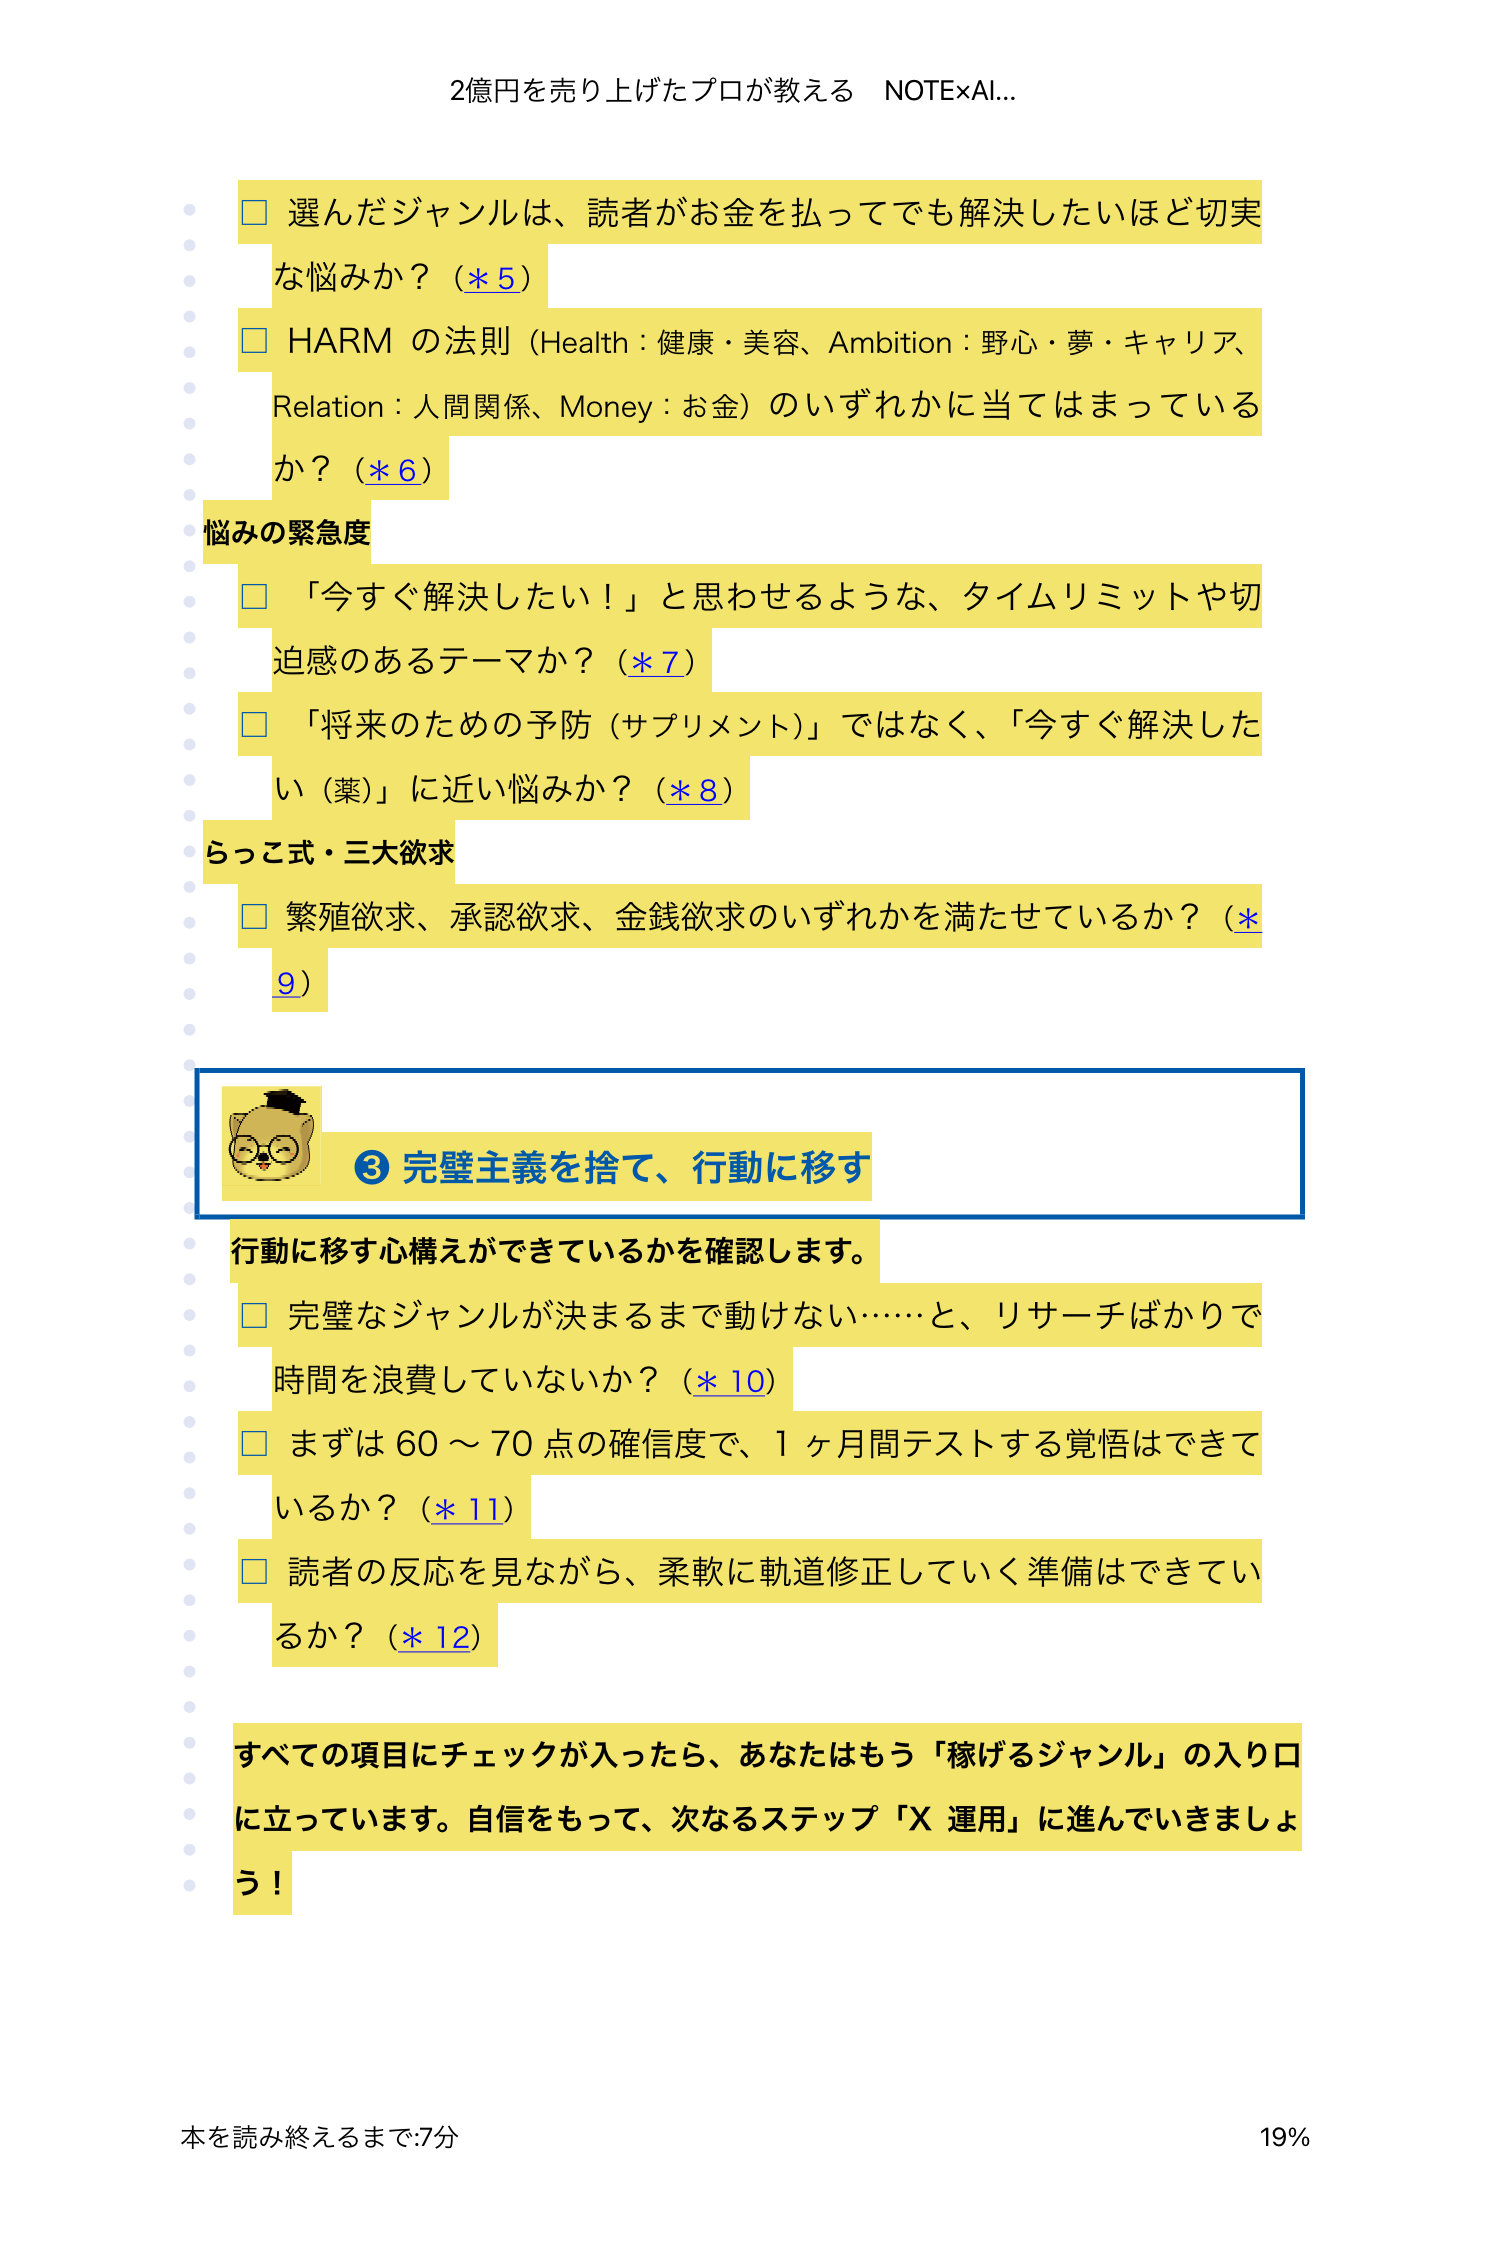 2億円を売り上げたプロが教える　NOTE×AI...
□ 選んだジャンルは、読者がお金を払ってでも解決したいほど切実
な悩みか？（＊5）
□ HARM の法則（Health：健康・美容、Ambition：野心・夢・キャリア、
Relation：人間関係、Money：お金）のいずれかに当てはまっている
か？（＊6）
悩みの緊急度
□ 「今すぐ解決したい！」と思わせるような、タイムリミットや切
迫感のあるテーマか？（＊7）
□ 「将来のための予防（サプリメント）」ではなく、「今すぐ解決した
い（薬）」に近い悩みか？（＊8）
らっこ式・三大欲求
□ 繁殖欲求、承認欲求、金銭欲求のいずれかを満たせているか？（＊
9）
❸ 完璧主義を捨て、行動に移す
行動に移す心構えができているかを確認します。
□ 完璧なジャンルが決まるまで動けない……と、リサーチばかりで
時間を浪費していないか？（＊10）
□ まずは 60 〜 70 点の確信度で、1 ヶ月間テストする覚悟はできて
いるか？（＊11）
□ 読者の反応を見ながら、柔軟に軌道修正していく準備はできてい
るか？（＊12）
すべての項目にチェックが入ったら、あなたはもう「稼げるジャンル」の入り口
に立っています。自信をもって、次なるステップ「X 運用」に進んでいきましょ
う！
本を読み終えるまで:7分
19%